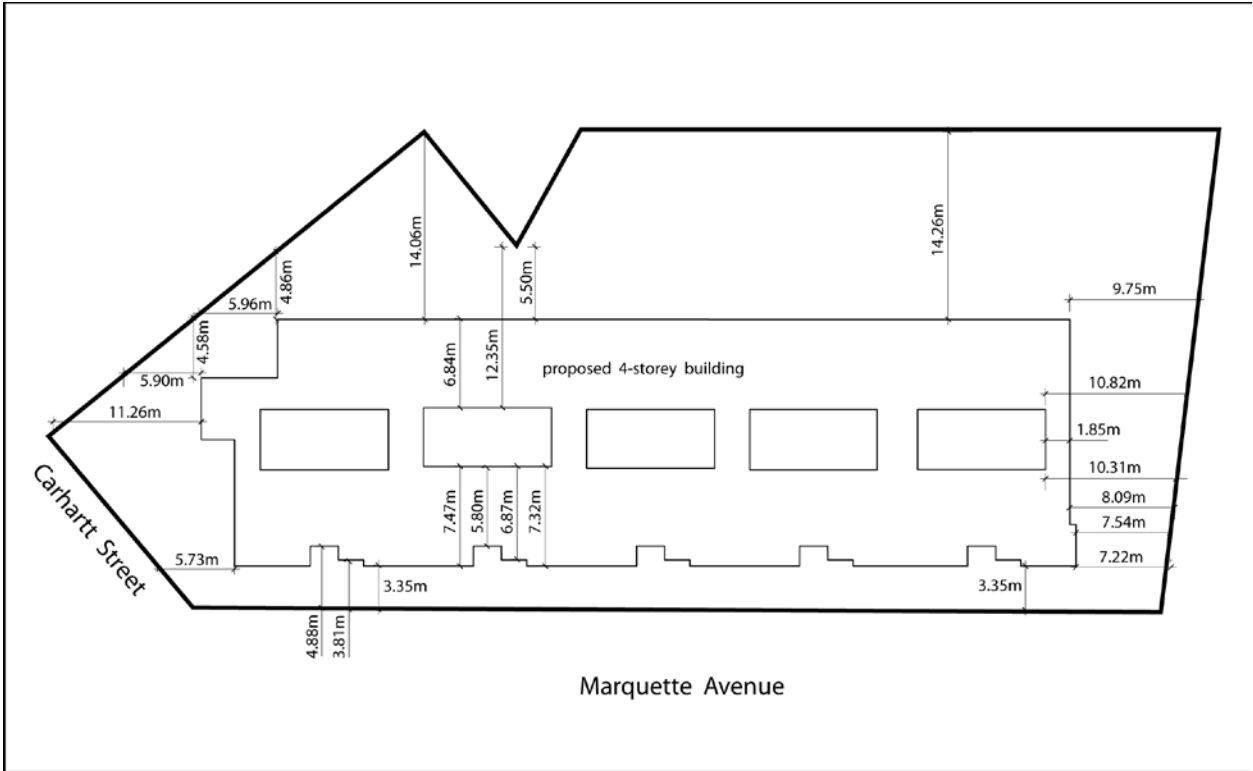 14.06m
14.26m
4.86m
5.50m
9.75m
5.96m
4.58m
6.84m
12.35m
proposed 4-storey building
5.90m
10.82m
11.26m
1.85m
Carhartt Street
10.31m
7.47m
5.80m
6.87m
7.32m
8.09m
7.54m
5.73m
7.22m
3.35m
3.35m
4.88m
3.81m
Marquette Avenue